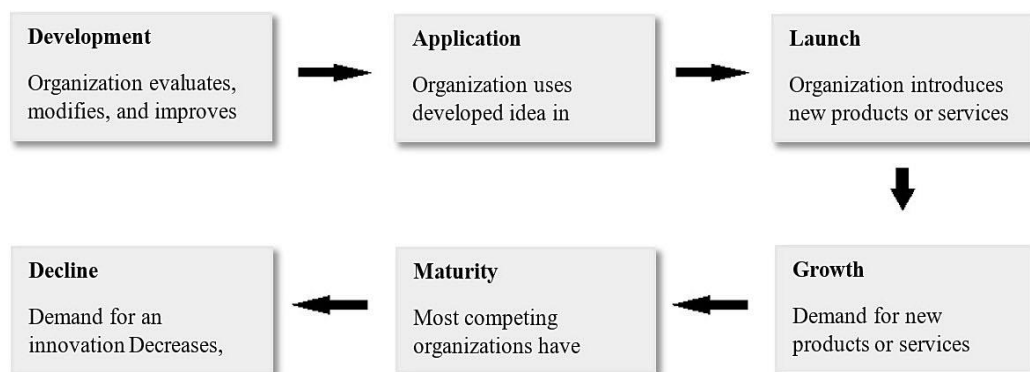 Development
Organization evaluates,
modifies, and improves
Application
Organization uses
developed idea in
Launch
Organization introduces
new products or services
Growth
Demand for new
products or services
Maturity
Most competing
organizations have
Decline
Demand for an
innovation Decreases,